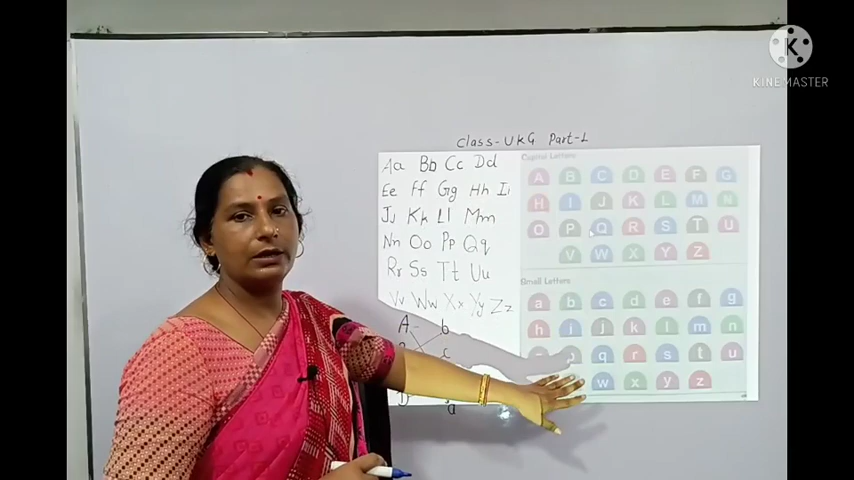 K
KINEMASTER
Class-UKG Part-L
Aa Bb Cc Dd
Ee Ff Gg Hh Ii
Jj Kk Ll Mm
Nn Oo Pp Qq
Rr Ss Tt Uu
Vv Ww Xx Yy Zz
A b
c
D a
Capital Letters
A B C D E F G
H I J K L M N
O P Q R S T U
V W X Y Z
Small Letters
a b c d e f g
h i j k l m n
q r s t u
w x y z